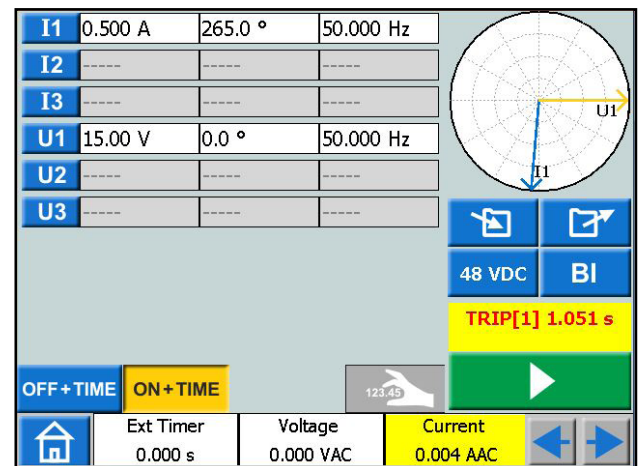 I1 0.500 A 265.0 ° 50.000 Hz
I2 ----- ----- -----
I3 ----- ----- -----
U1 15.00 V 0.0 ° 50.000 Hz
U2 ----- ----- -----
U3 ----- ----- -----
U1
I1
48 VDC BI
TRIP[1] 1.051 s
OFF+TIME ON+TIME 123.45
Ext Timer Voltage Current
0.000 s 0.000 VAC 0.004 AAC